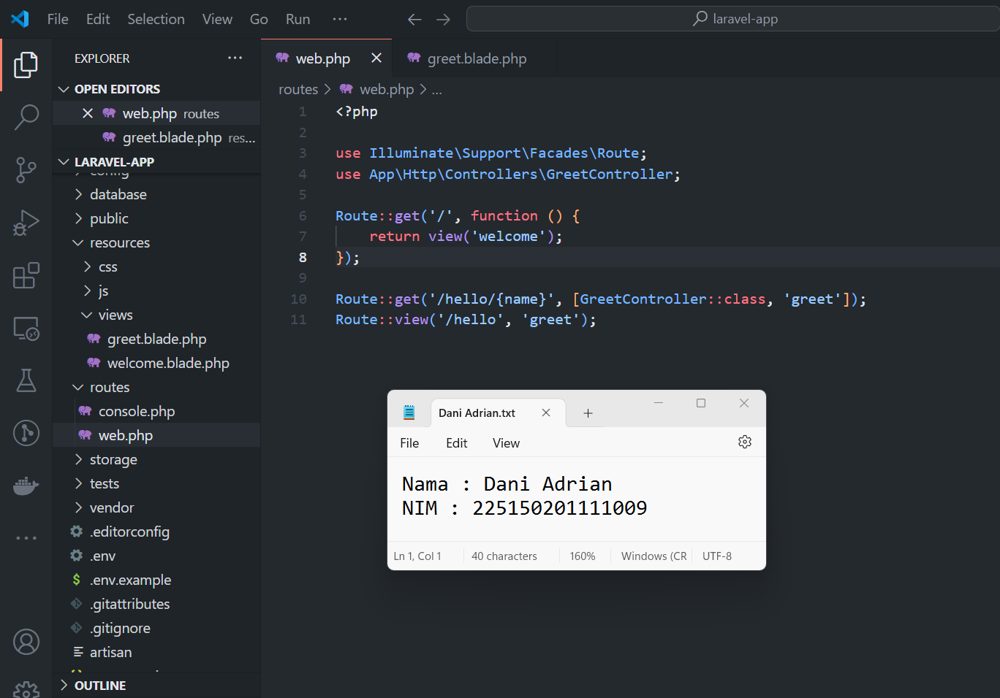 File Edit Selection View Go Run ...
laravel-app
EXPLORER
OPEN EDITORS
web.php routes
greet.blade.php res...
LARAVEL-APP
config
database
public
resources
css
js
views
greet.blade.php
welcome.blade.php
routes
console.php
web.php
storage
tests
vendor
.editorconfig
.env
.env.example
.gitattributes
.gitignore
artisan
OUTLINE
web.php
greet.blade.php
routes > web.php > ...
1 <?php
2
3 use Illuminate\Support\Facades\Route;
4 use App\Http\Controllers\GreetController;
5
6 Route::get('/', function () {
7 return view('welcome');
8 });
9
10 Route::get('/hello/{name}', [GreetController::class, 'greet']);
11 Route::view('/hello', 'greet');
Dani Adrian.txt
File Edit View
Nama : Dani Adrian
NIM : 225150201111009
Ln 1, Col 1 40 characters 160% Windows (CR UTF-8